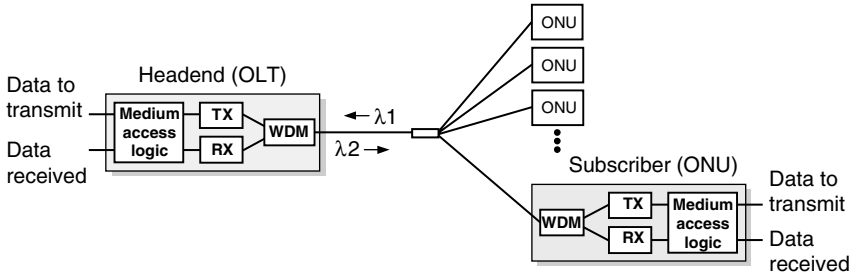 ONU
ONU
ONU
Headend (OLT)
Data to
transmit
Data
received
Medium
access
logic
TX
RX
WDM
λ1
λ2
Subscriber (ONU)
WDM
TX
RX
Medium
access
logic
Data to
transmit
Data
received